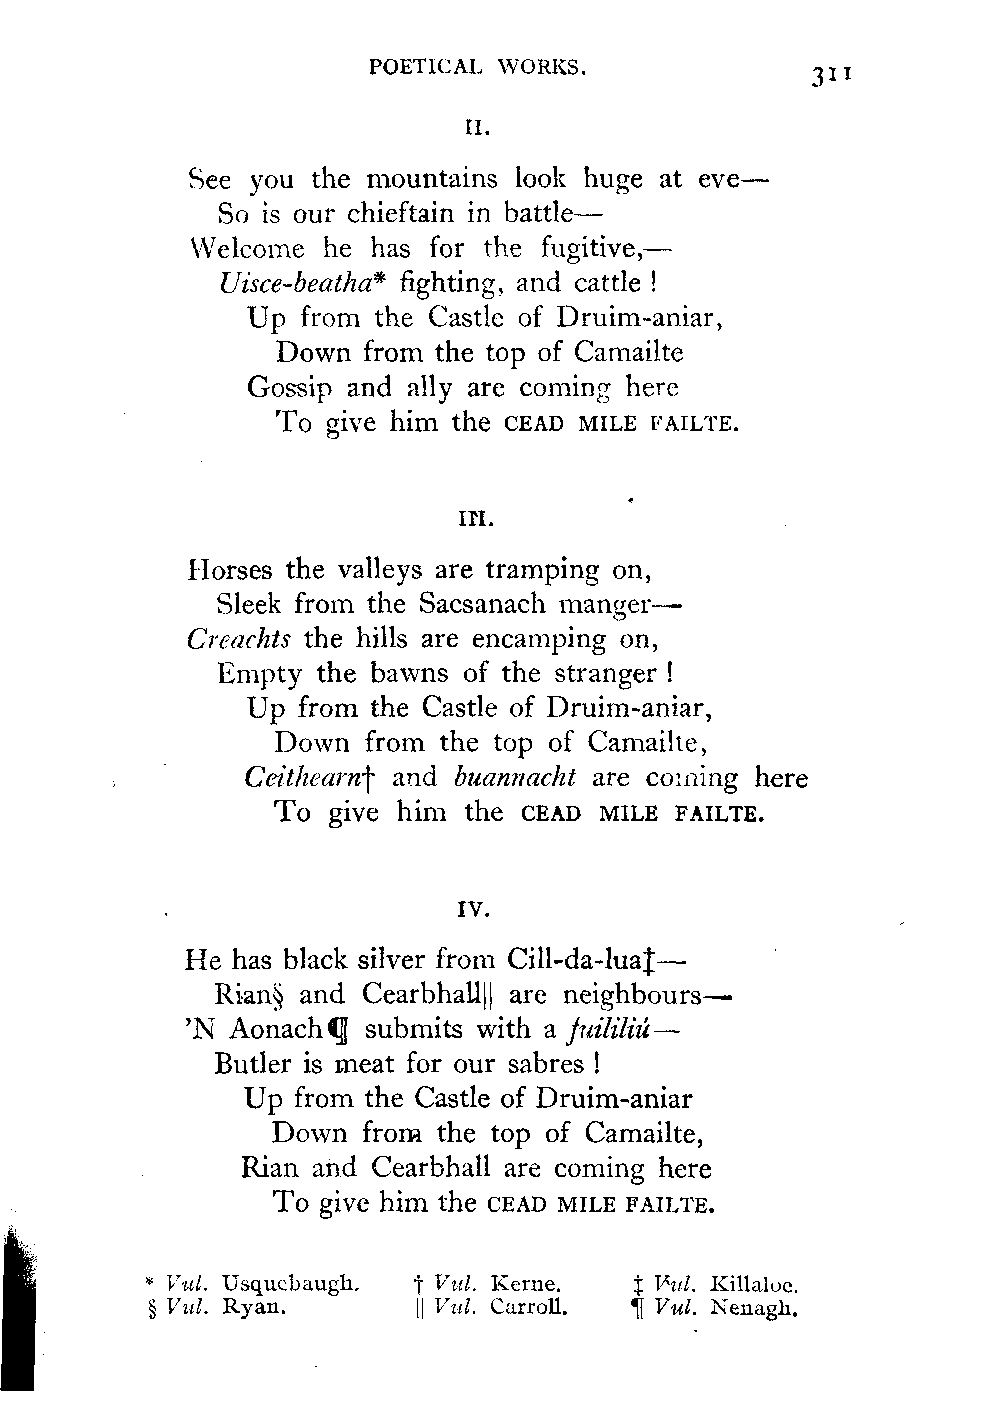 POETICAL WORKS. 311
II.
See you the mountains look huge at eve—
So is our chieftain in battle—
Welcome he has for the fugitive,—
Uisce-beatha* fighting, and cattle !
Up from the Castle of Druim-aniar,
Down from the top of Camailte
Gossip and ally are coming here
To give him the CEAD MILE FAILTE.
III.
Horses the valleys are tramping on,
Sleek from the Sacsanach manger—
Creachts the hills are encamping on,
Empty the bawns of the stranger !
Up from the Castle of Druim-aniar,
Down from the top of Camailte,
Ceithearn† and buannacht are coming here
To give him the CEAD MILE FAILTE.
IV.
He has black silver from Cill-da-lua‡—
Rian§ and Cearbhall|| are neighbours—
’N Aonach¶ submits with a fuililiú—
Butler is meat for our sabres !
Up from the Castle of Druim-aniar
Down from the top of Camailte,
Rian and Cearbhall are coming here
To give him the CEAD MILE FAILTE.
* Vul. Usquebaugh. † Vul. Kerne. ‡ Vul. Killaloe.
§ Vul. Ryan. || Vul. Carroll. ¶ Vul. Nenagh.